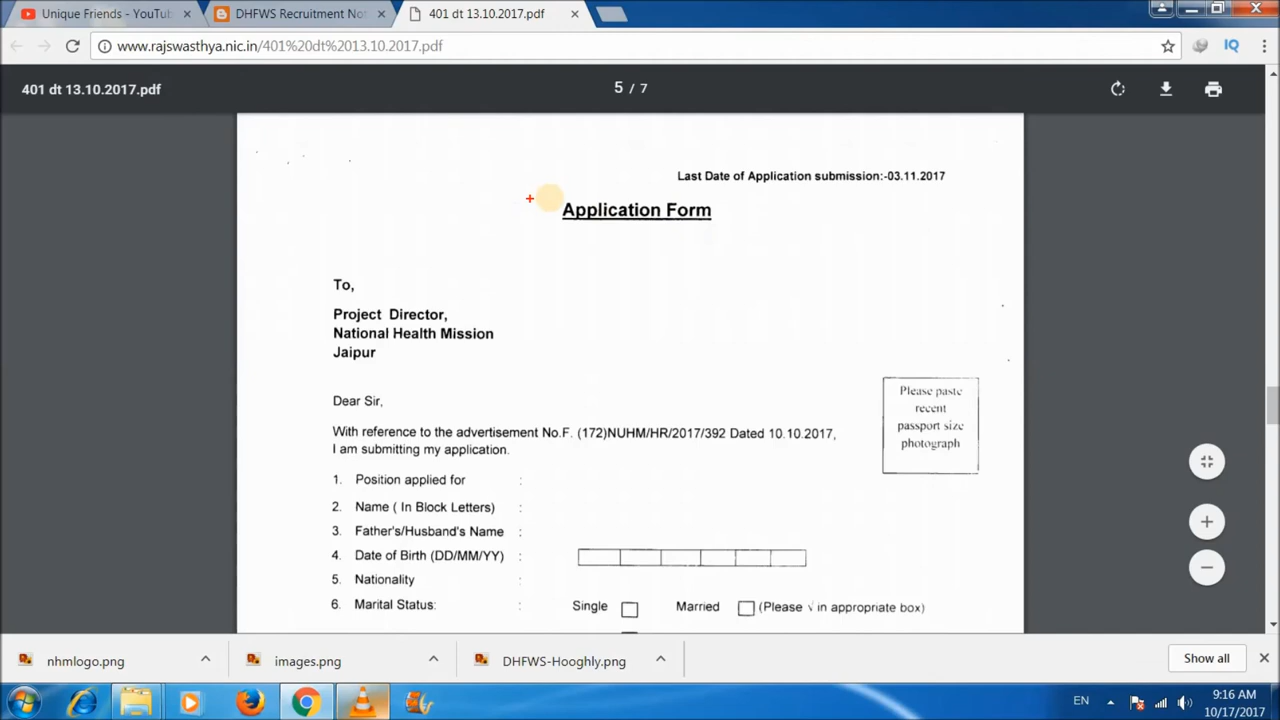 Unique Friends - YouTub
DHFWS Recruitment Not
401 dt 13.10.2017.pdf
www.rajswasthya.nic.in/401%20dt%2013.10.2017.pdf
IQ
401 dt 13.10.2017.pdf
5 / 7
Last Date of Application submission:-03.11.2017
Application Form
To,
Project Director,
National Health Mission
Jaipur
Dear Sir,
Please paste
recent
passport size
photograph
With reference to the advertisement No.F. (172)NUHM/HR/2017/392 Dated 10.10.2017,
I am submitting my application.
1. Position applied for :
2. Name ( In Block Letters) :
3. Father's/Husband's Name :
4. Date of Birth (DD/MM/YY) :
5. Nationality :
6. Marital Status: : Single Married (Please √ in appropriate box)
nhmlogo.png
images.png
DHFWS-Hooghly.png
Show all
EN
9:16 AM
10/17/2017